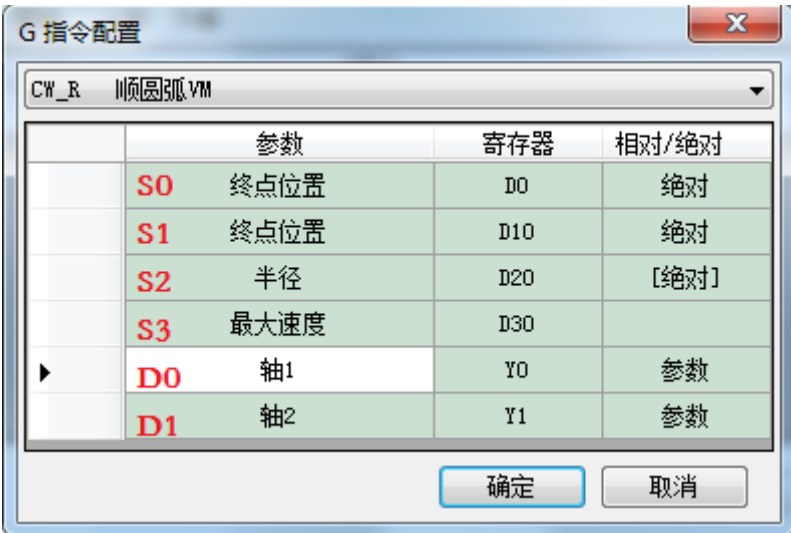 G 指令配置
CW_R 顺圆弧VM
参数 寄存器 相对/绝对
S0 终点位置 D0 绝对
S1 终点位置 D10 绝对
S2 半径 D20 [绝对]
S3 最大速度 D30
D0 轴1 Y0 参数
D1 轴2 Y1 参数
确定 取消